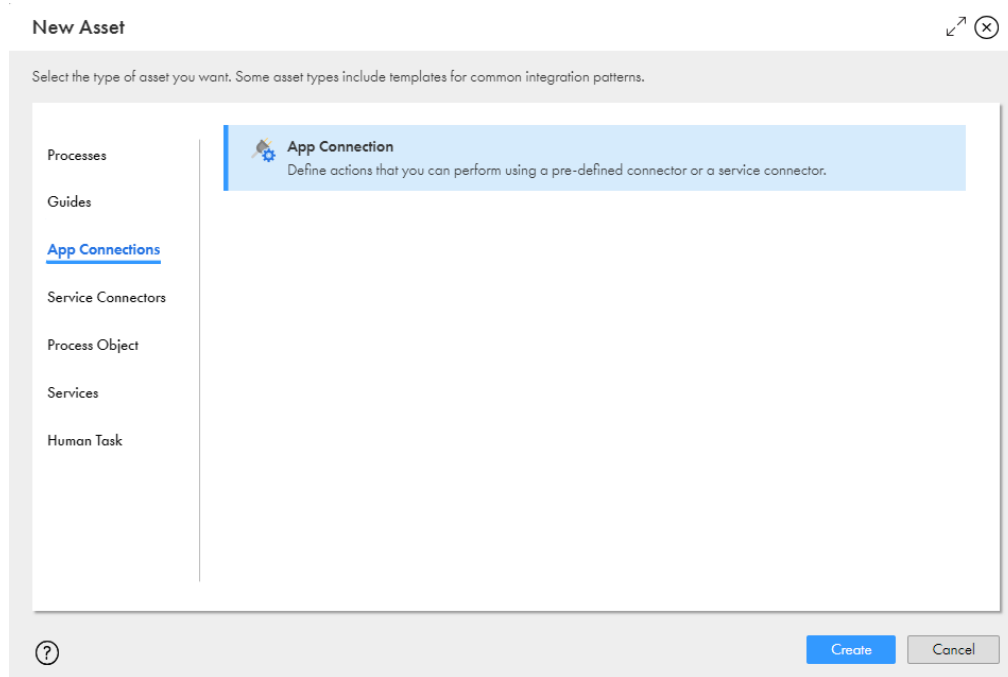 New Asset
Select the type of asset you want. Some asset types include templates for common integration patterns.
Processes
Guides
App Connections
Service Connectors
Process Object
Services
Human Task
App Connection
Define actions that you can perform using a pre-defined connector or a service connector.
?
Create
Cancel